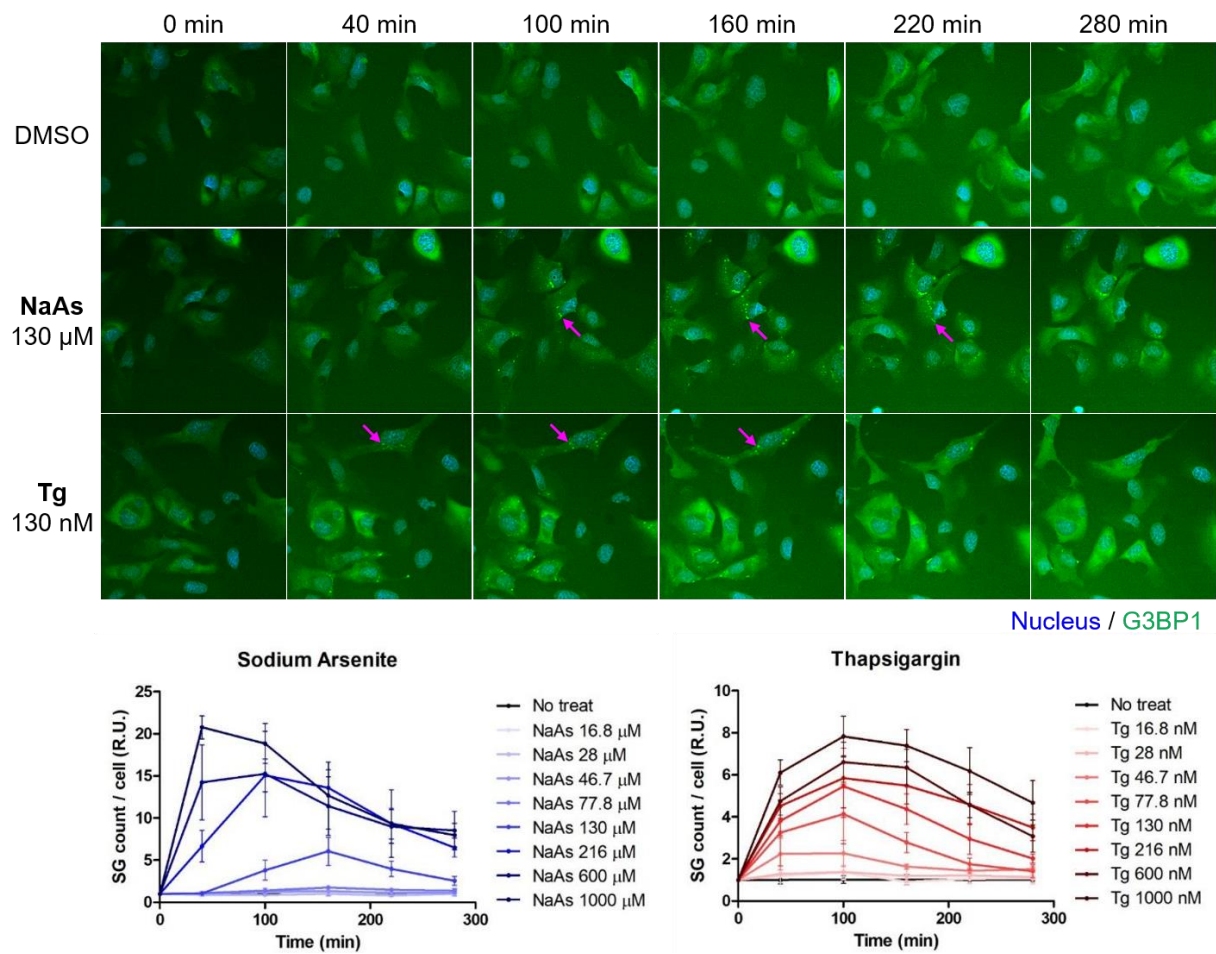 0 min 40 min 100 min 160 min 220 min 280 min
DMSO
NaAs
130 µM
Tg
130 nM
Nucleus / G3BP1
Sodium Arsenite
SG count / cell (R.U.)
25
20
15
10
5
0
0 100 200 300
Time (min)
No treat
NaAs 16.8 µM
NaAs 28 µM
NaAs 46.7 µM
NaAs 77.8 µM
NaAs 130 µM
NaAs 216 µM
NaAs 600 µM
NaAs 1000 µM
Thapsigargin
SG count / cell (R.U.)
10
8
6
4
2
0
0 100 200 300
Time (min)
No treat
Tg 16.8 nM
Tg 28 nM
Tg 46.7 nM
Tg 77.8 nM
Tg 130 nM
Tg 216 nM
Tg 600 nM
Tg 1000 nM